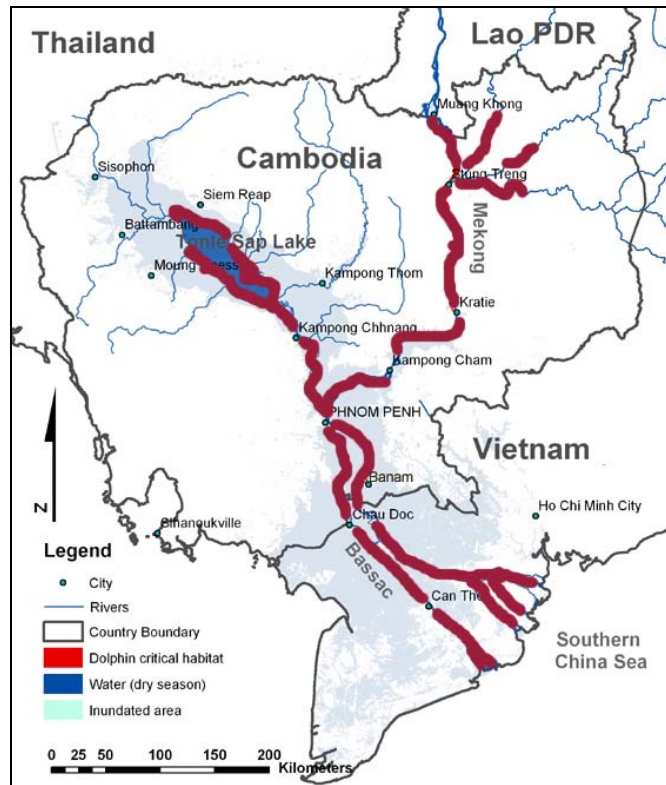 Thailand
Lao PDR
Muang Khong
Cambodia
Stung Treng
Sisophon
Siem Reap
Mekong
Battambang
Tonle Sap Lake
Moung
Kampong Thom
Kratie
Kampong Chhnang
Kampong Cham
PHNOM PENH
Vietnam
Banam
Ho Chi Minh City
Chau Doc
Sihanoukville
Bassac
Can Tho
Southern
China Sea
N
Legend
City
Rivers
Country Boundary
Dolphin critical habitat
Water (dry season)
Inundated area
0 25 50 100 150 200
Kilometers